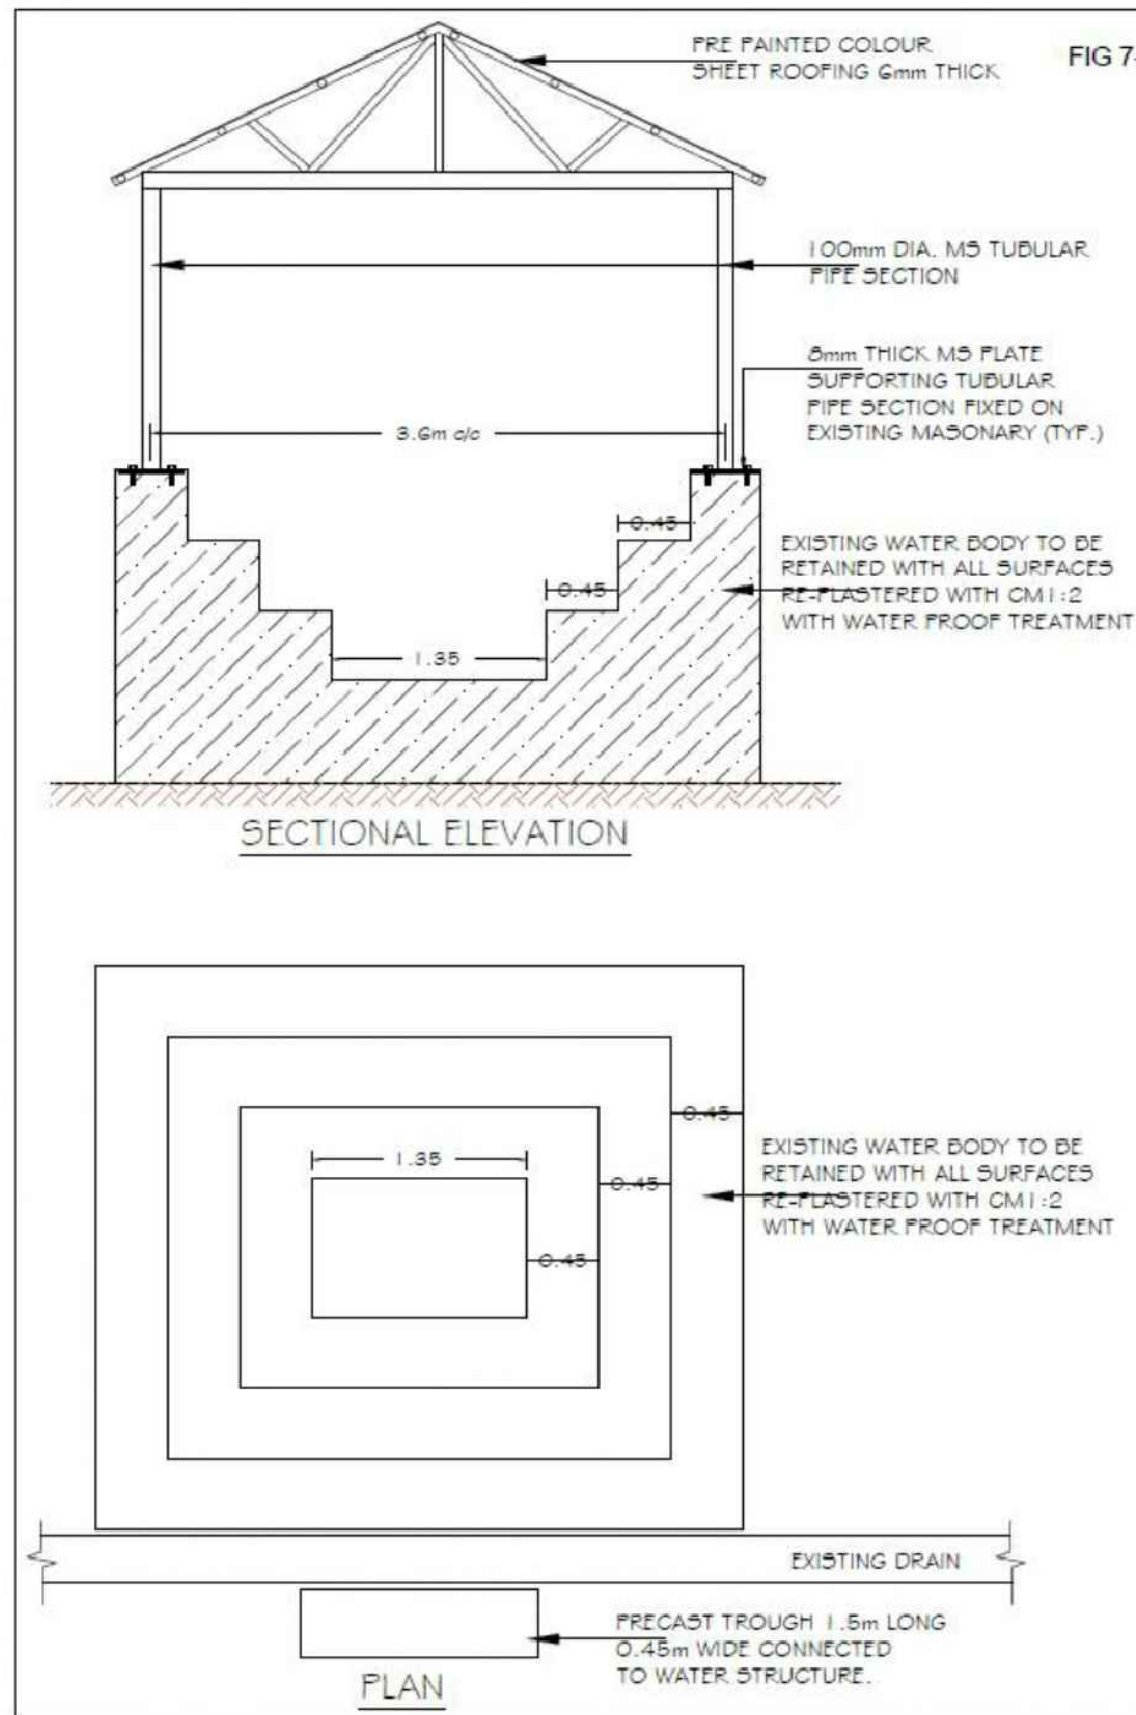 PRE PAINTED COLOUR
SHEET ROOFING 6mm THICK
FIG 7-
100mm DIA. MS TUBULAR
PIPE SECTION
8mm THICK MS PLATE
SUPPORTING TUBULAR
PIPE SECTION FIXED ON
EXISTING MASONARY (TYP.)
3.6m c/c
0.45
EXISTING WATER BODY TO BE
RETAINED WITH ALL SURFACES
RE-PLASTERED WITH CM1:2
WITH WATER PROOF TREATMENT
0.45
1.35
SECTIONAL ELEVATION
0.45
EXISTING WATER BODY TO BE
RETAINED WITH ALL SURFACES
RE-PLASTERED WITH CM1:2
WITH WATER PROOF TREATMENT
1.35
0.45
0.45
EXISTING DRAIN
PRECAST TROUGH 1.5m LONG
0.45m WIDE CONNECTED
TO WATER STRUCTURE.
PLAN